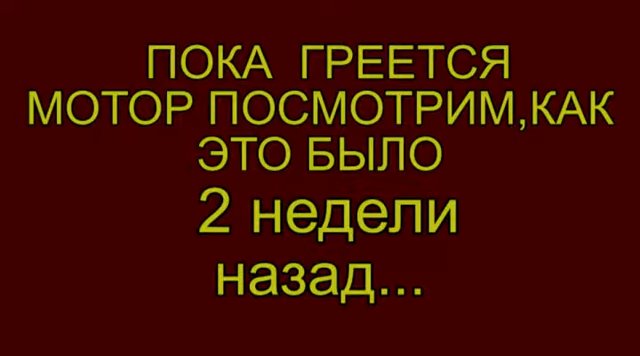 ПОКА ГРЕЕТСЯ
МОТОР ПОСМОТРИМ,КАК
ЭТО БЫЛО
2 недели
назад...